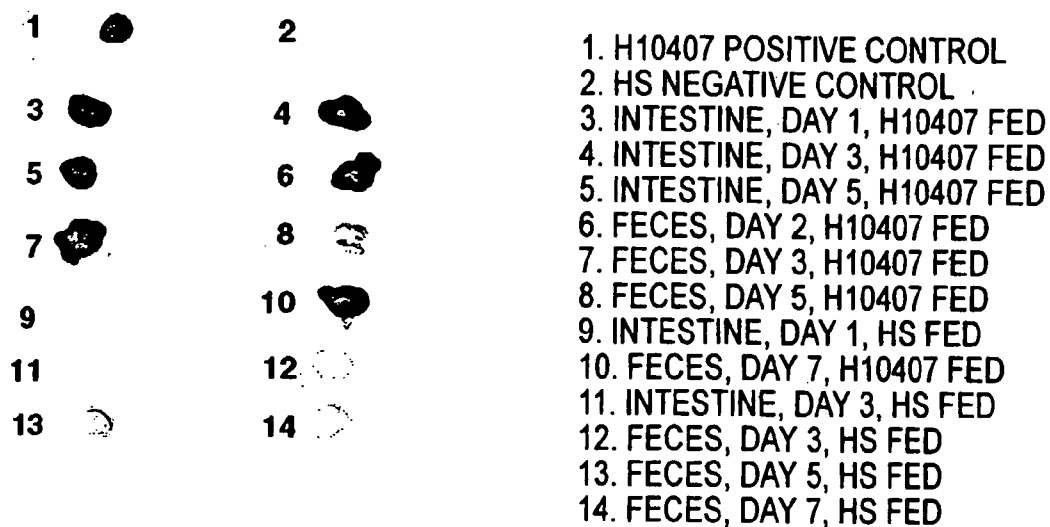 1 2
3 4
5 6
7 8
9 10
11 12
13 14
1. H10407 POSITIVE CONTROL
2. HS NEGATIVE CONTROL
3. INTESTINE, DAY 1, H10407 FED
4. INTESTINE, DAY 3, H10407 FED
5. INTESTINE, DAY 5, H10407 FED
6. FECES, DAY 2, H10407 FED
7. FECES, DAY 3, H10407 FED
8. FECES, DAY 5, H10407 FED
9. INTESTINE, DAY 1, HS FED
10. FECES, DAY 7, H10407 FED
11. INTESTINE, DAY 3, HS FED
12. FECES, DAY 3, HS FED
13. FECES, DAY 5, HS FED
14. FECES, DAY 7, HS FED